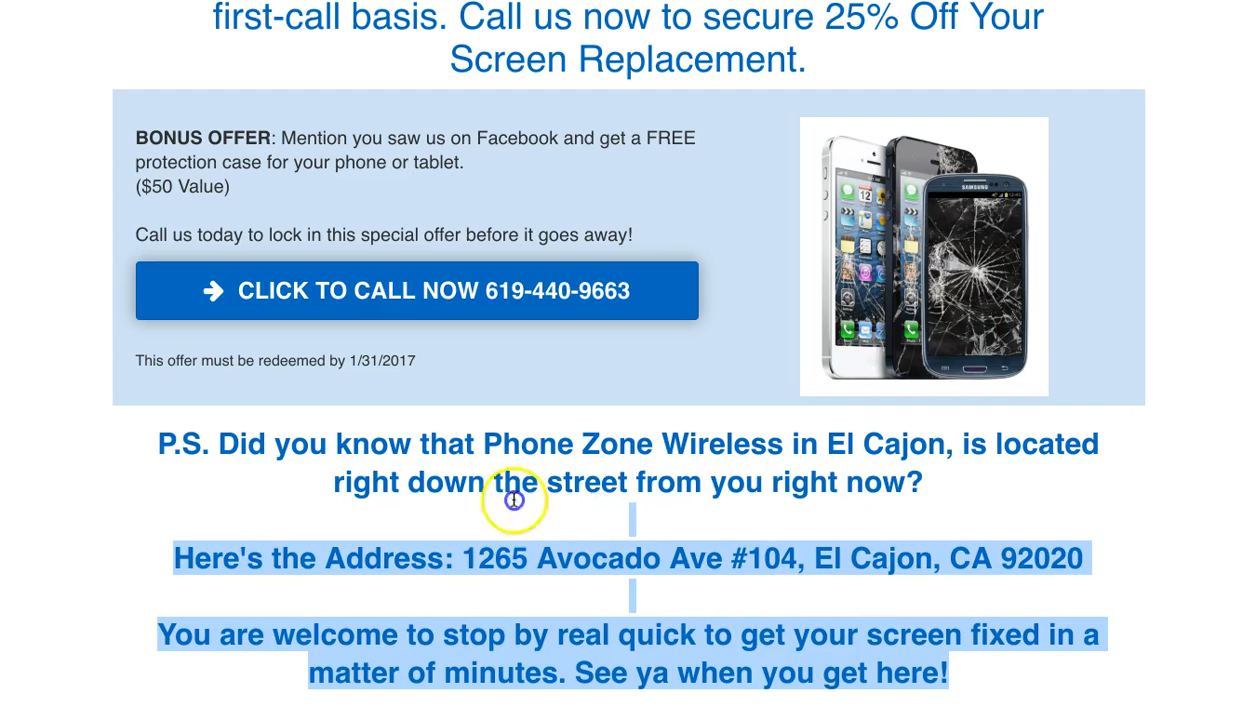 first-call basis. Call us now to secure 25% Off Your
Screen Replacement.
BONUS OFFER: Mention you saw us on Facebook and get a FREE
protection case for your phone or tablet.
($50 Value)
Call us today to lock in this special offer before it goes away!
CLICK TO CALL NOW 619-440-9663
This offer must be redeemed by 1/31/2017
SAMSUNG
P.S. Did you know that Phone Zone Wireless in El Cajon, is located
right down the street from you right now?
Here's the Address: 1265 Avocado Ave #104, El Cajon, CA 92020
You are welcome to stop by real quick to get your screen fixed in a
matter of minutes. See ya when you get here!